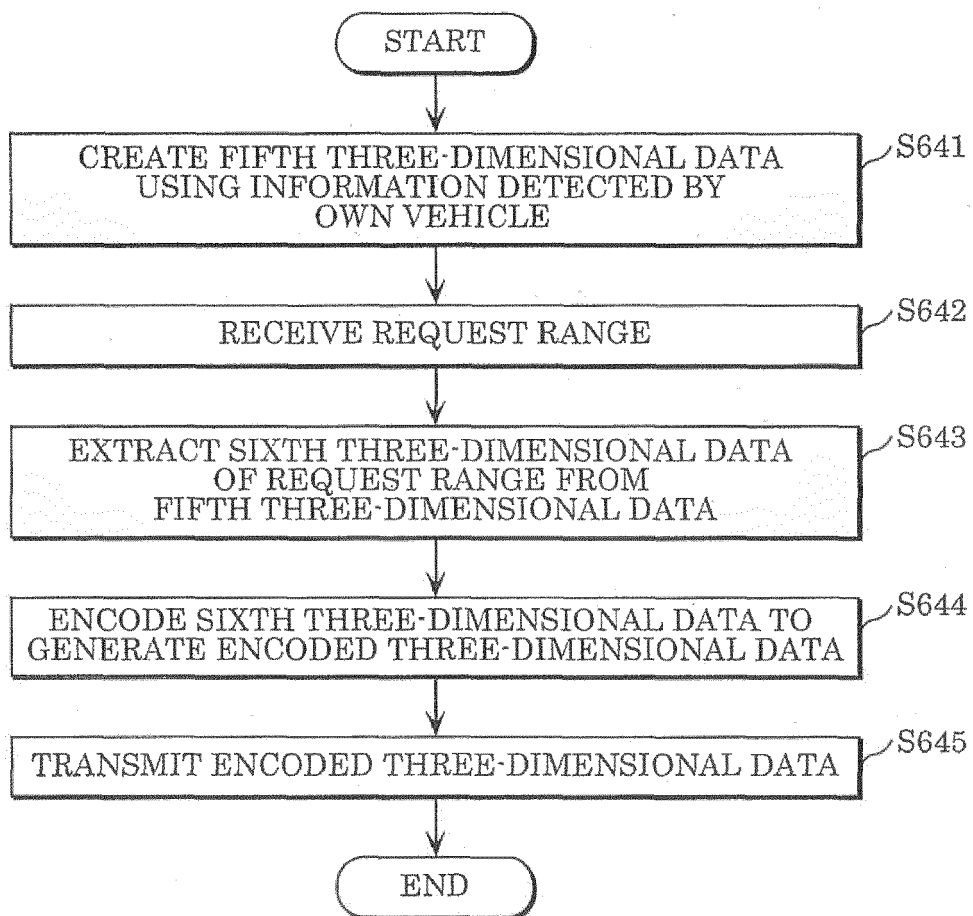 START
CREATE FIFTH THREE-DIMENSIONAL DATA
USING INFORMATION DETECTED BY
OWN VEHICLE
S641
RECEIVE REQUEST RANGE
S642
EXTRACT SIXTH THREE-DIMENSIONAL DATA
OF REQUEST RANGE FROM
FIFTH THREE-DIMENSIONAL DATA
S643
ENCODE SIXTH THREE-DIMENSIONAL DATA TO
GENERATE ENCODED THREE-DIMENSIONAL DATA
S644
TRANSMIT ENCODED THREE-DIMENSIONAL DATA
S645
END